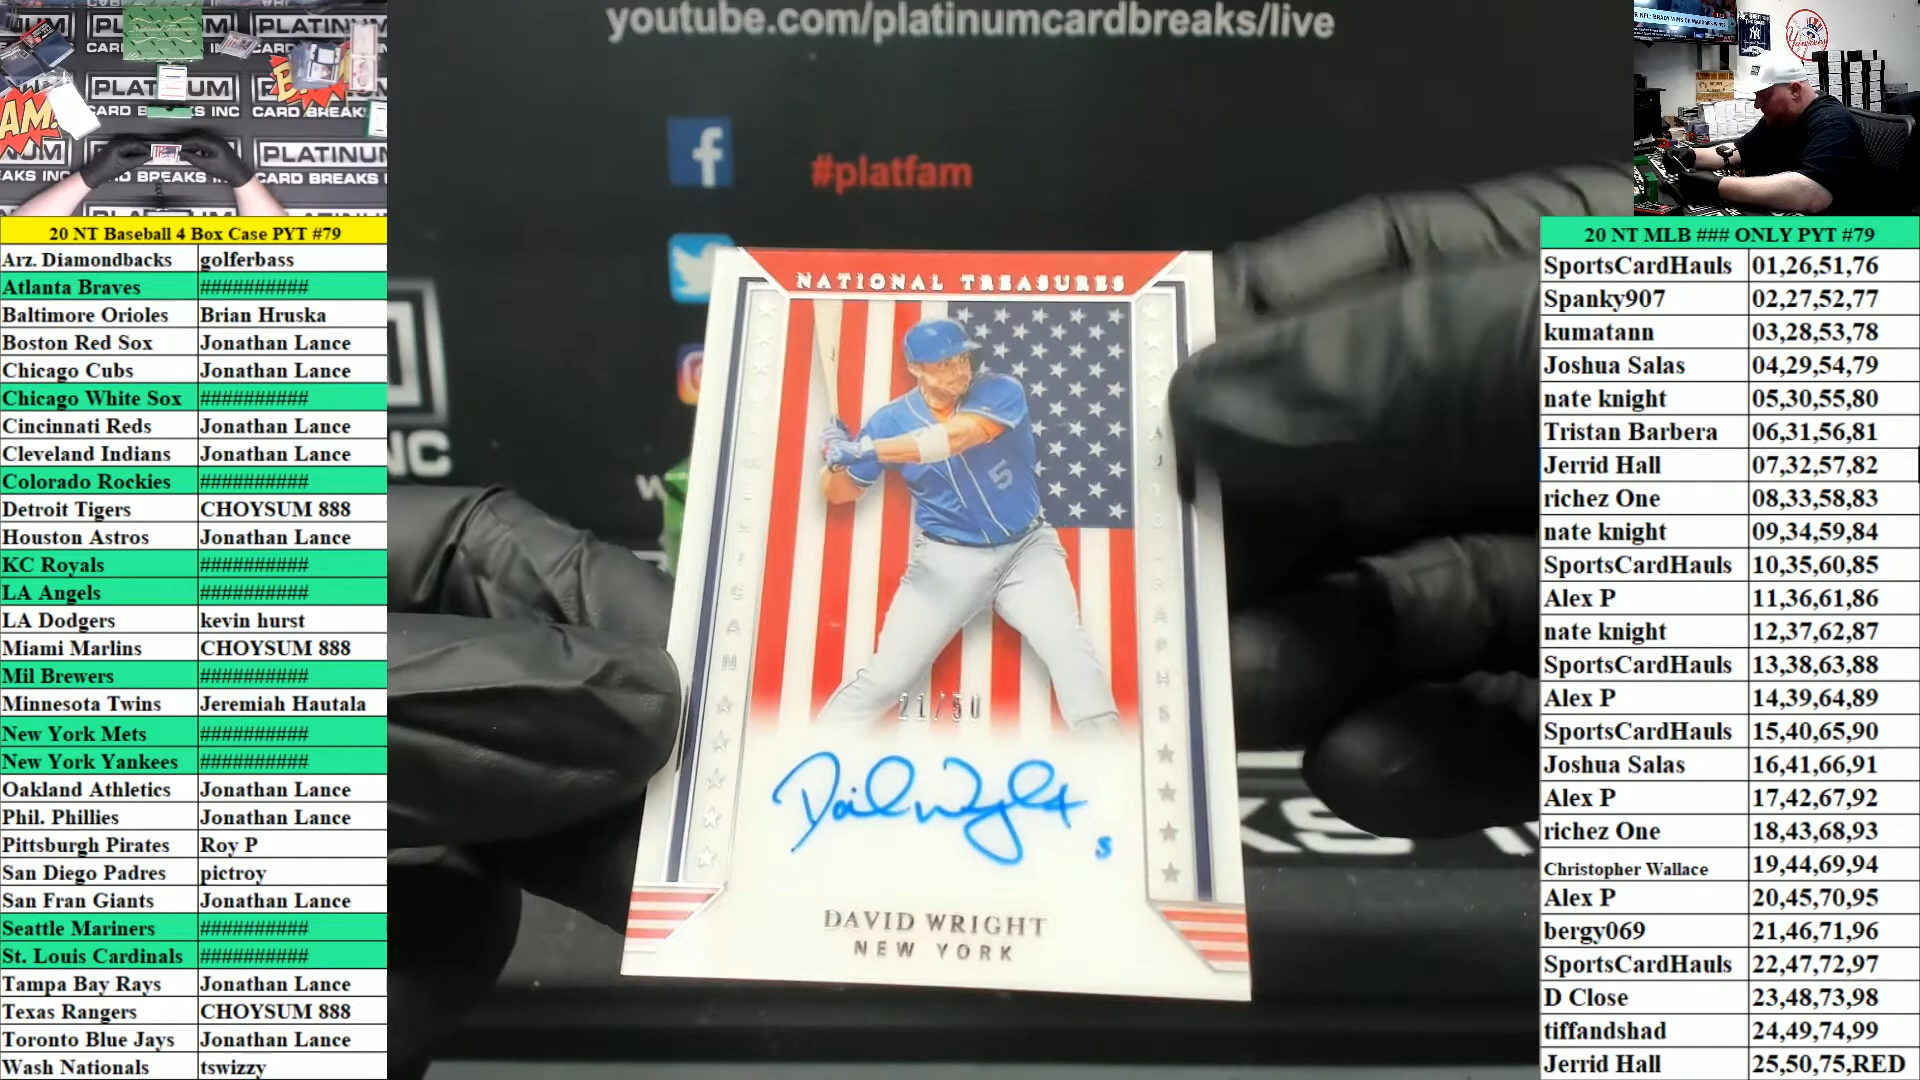 youtube.com/platinumcardbreaks/live
#platfam
NATIONAL TREASURES
5
21/50
DAVID WRIGHT
NEW YORK
PLATINUM
CARD BREAKS INC
BAM!
20 NT Baseball 4 Box Case PYT #79
Arz. Diamondbacks golferbass
Atlanta Braves ##########
Baltimore Orioles Brian Hruska
Boston Red Sox Jonathan Lance
Chicago Cubs Jonathan Lance
Chicago White Sox ##########
Cincinnati Reds Jonathan Lance
Cleveland Indians Jonathan Lance
Colorado Rockies ##########
Detroit Tigers CHOYSUM 888
Houston Astros Jonathan Lance
KC Royals ##########
LA Angels ##########
LA Dodgers kevin hurst
Miami Marlins CHOYSUM 888
Mil Brewers ##########
Minnesota Twins Jeremiah Hautala
New York Mets ##########
New York Yankees ##########
Oakland Athletics Jonathan Lance
Phil. Phillies Jonathan Lance
Pittsburgh Pirates Roy P
San Diego Padres pictroy
San Fran Giants Jonathan Lance
Seattle Mariners ##########
St. Louis Cardinals ##########
Tampa Bay Rays Jonathan Lance
Texas Rangers CHOYSUM 888
Toronto Blue Jays Jonathan Lance
Wash Nationals tswizzy
20 NT MLB ### ONLY PYT #79
SportsCardHauls 01,26,51,76
Spanky907 02,27,52,77
kumatann 03,28,53,78
Joshua Salas 04,29,54,79
nate knight 05,30,55,80
Tristan Barbera 06,31,56,81
Jerrid Hall 07,32,57,82
richez One 08,33,58,83
nate knight 09,34,59,84
SportsCardHauls 10,35,60,85
Alex P 11,36,61,86
nate knight 12,37,62,87
SportsCardHauls 13,38,63,88
Alex P 14,39,64,89
SportsCardHauls 15,40,65,90
Joshua Salas 16,41,66,91
Alex P 17,42,67,92
richez One 18,43,68,93
Christopher Wallace 19,44,69,94
Alex P 20,45,70,95
bergy069 21,46,71,96
SportsCardHauls 22,47,72,97
D Close 23,48,73,98
tiffandshad 24,49,74,99
Jerrid Hall 25,50,75,RED